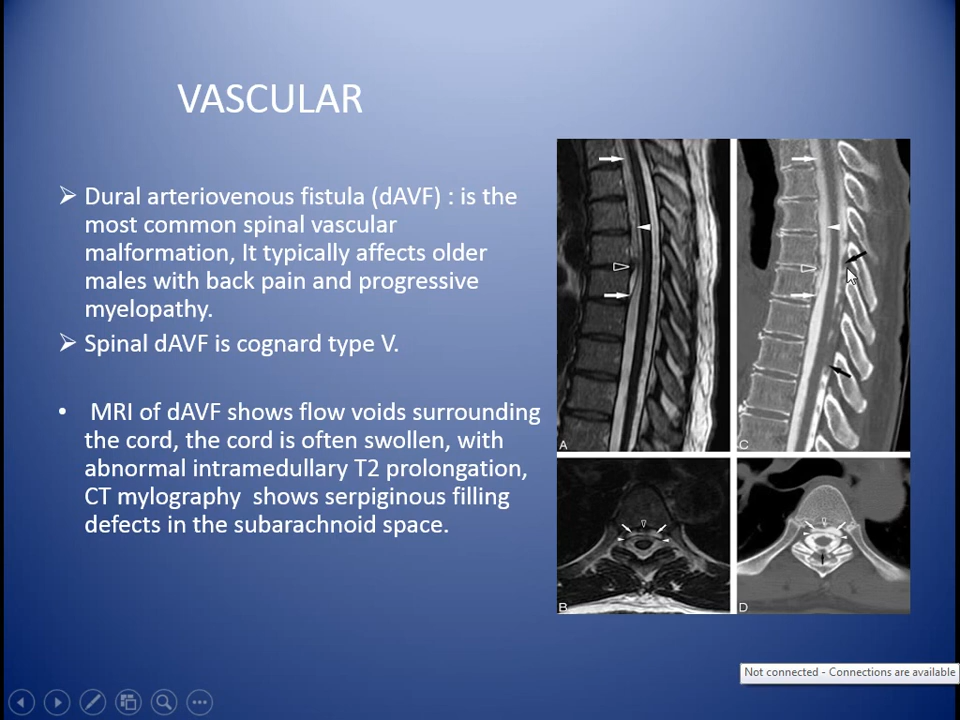 VASCULAR
Dural arteriovenous fistula (dAVF) : is the
most common spinal vascular
malformation, It typically affects older
males with back pain and progressive
myelopathy.
Spinal dAVF is cognard type V.
MRI of dAVF shows flow voids surrounding
the cord, the cord is often swollen, with
abnormal intramedullary T2 prolongation,
CT mylography shows serpiginous filling
defects in the subarachnoid space.
A
C
B
D
Not connected - Connections are available